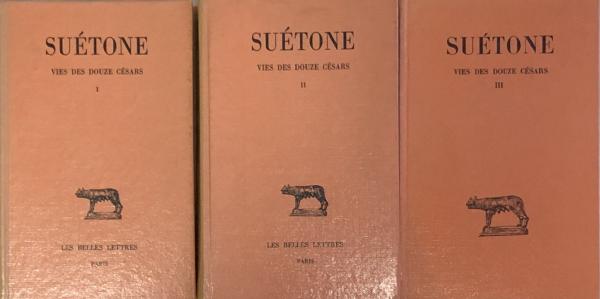 SUÉTONE
VIES DES DOUZE CÉSARS
I
LES BELLES LETTRES
PARIS
SUÉTONE
VIES DES DOUZE CÉSARS
II
LES BELLES LETTRES
PARIS
SUÉTONE
VIES DES DOUZE CÉSARS
III